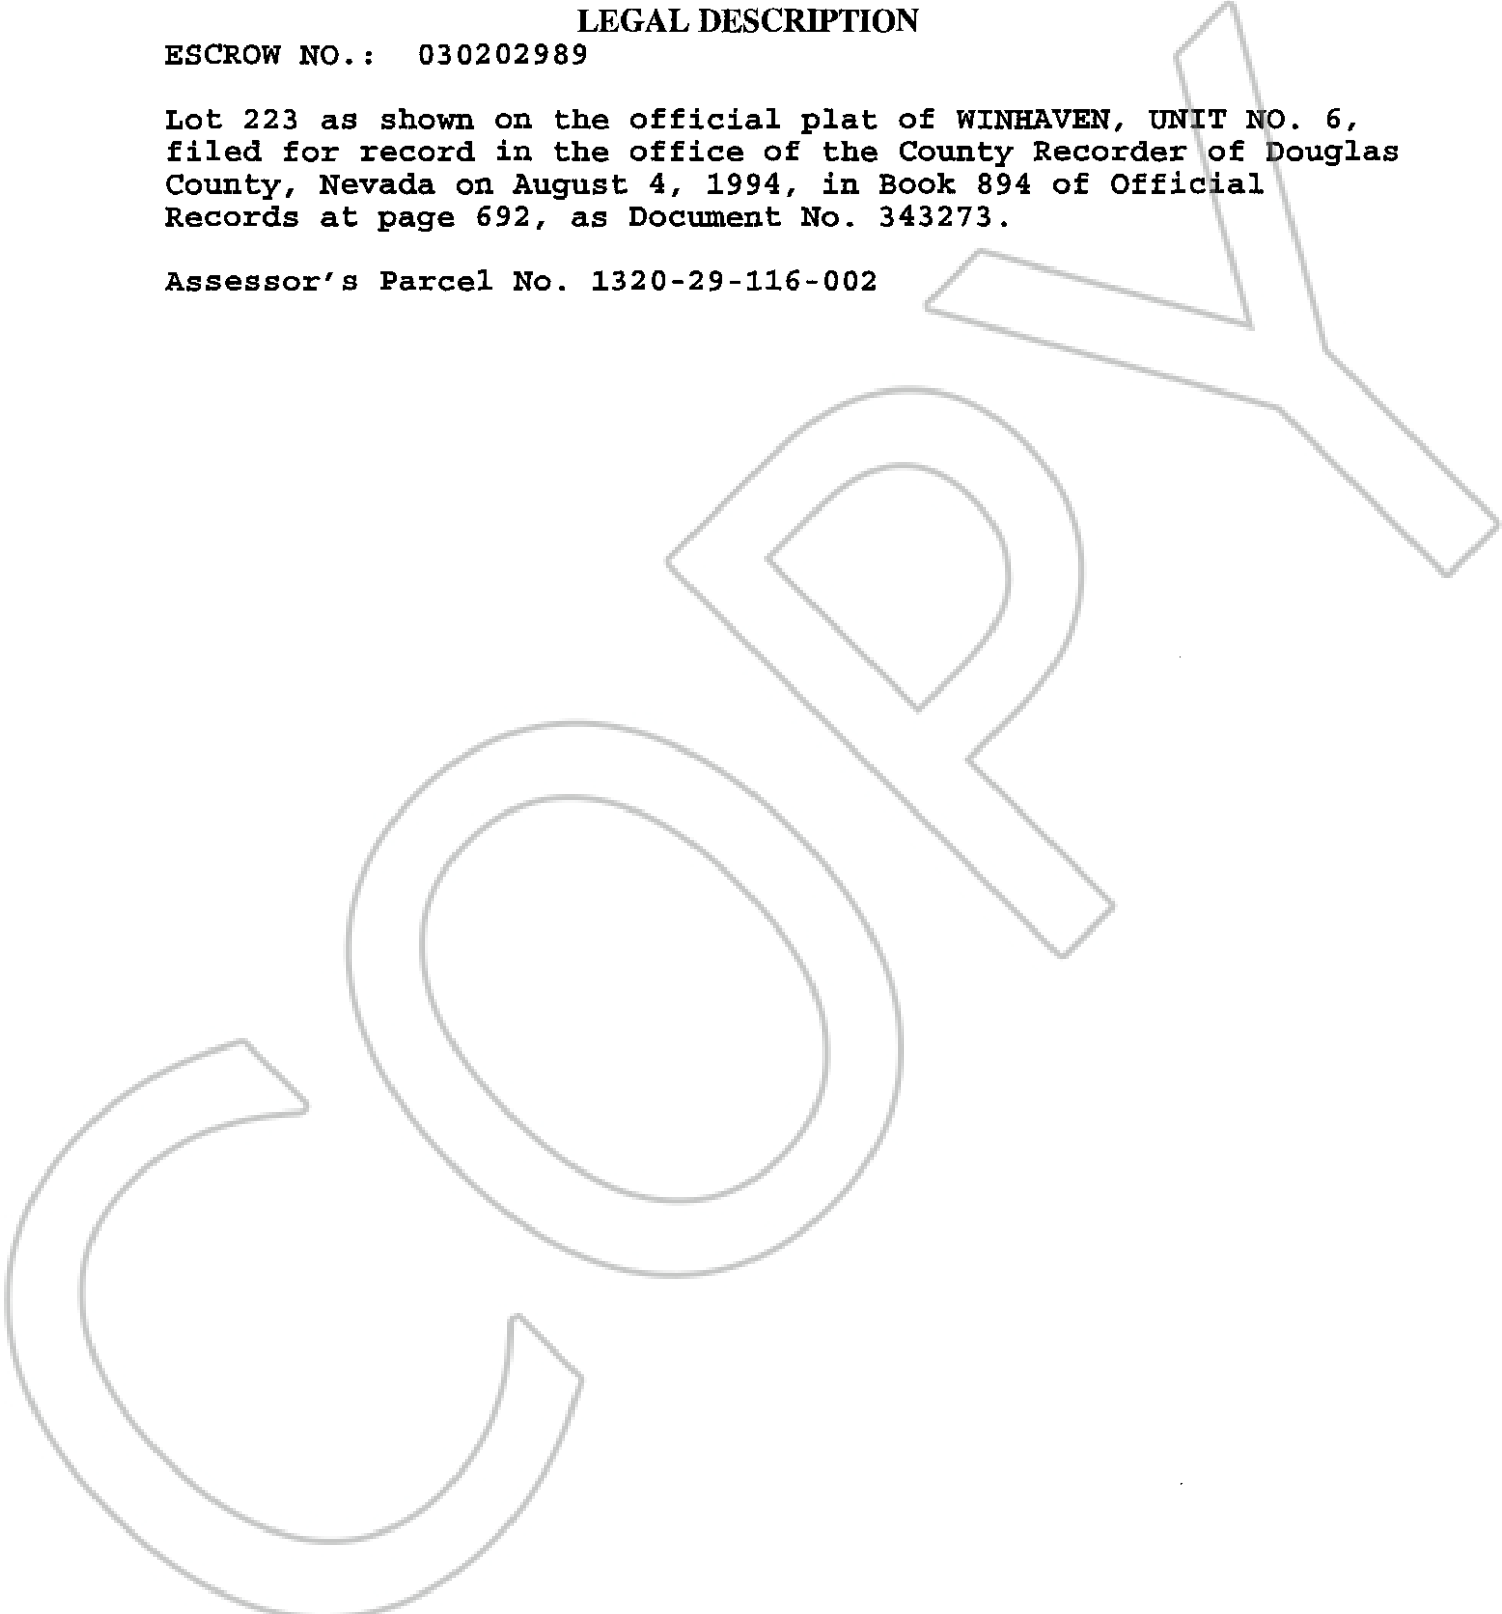 LEGAL DESCRIPTION
ESCROW NO.: 030202989
Lot 223 as shown on the official plat of WINHAVEN, UNIT NO. 6,
filed for record in the office of the County Recorder of Douglas
County, Nevada on August 4, 1994, in Book 894 of Official
Records at page 692, as Document No. 343273.
Assessor's Parcel No. 1320-29-116-002
COPY